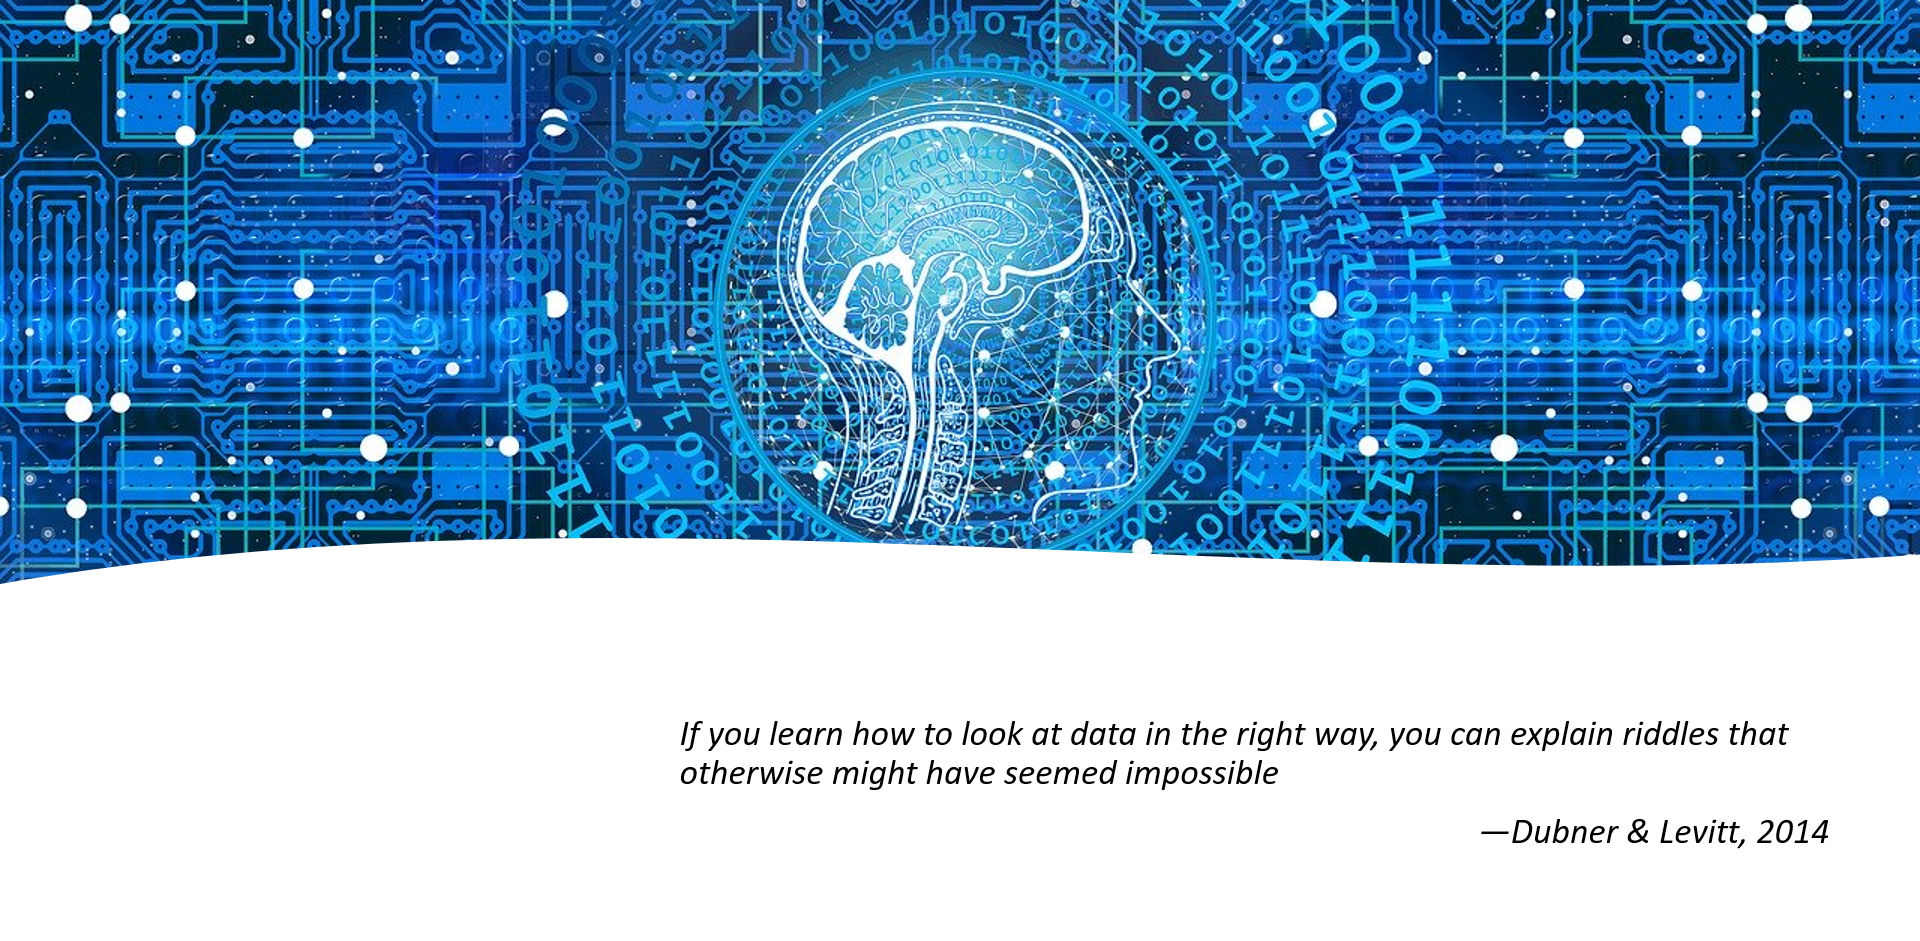 If you learn how to look at data in the right way, you can explain riddles that
otherwise might have seemed impossible
—Dubner & Levitt, 2014